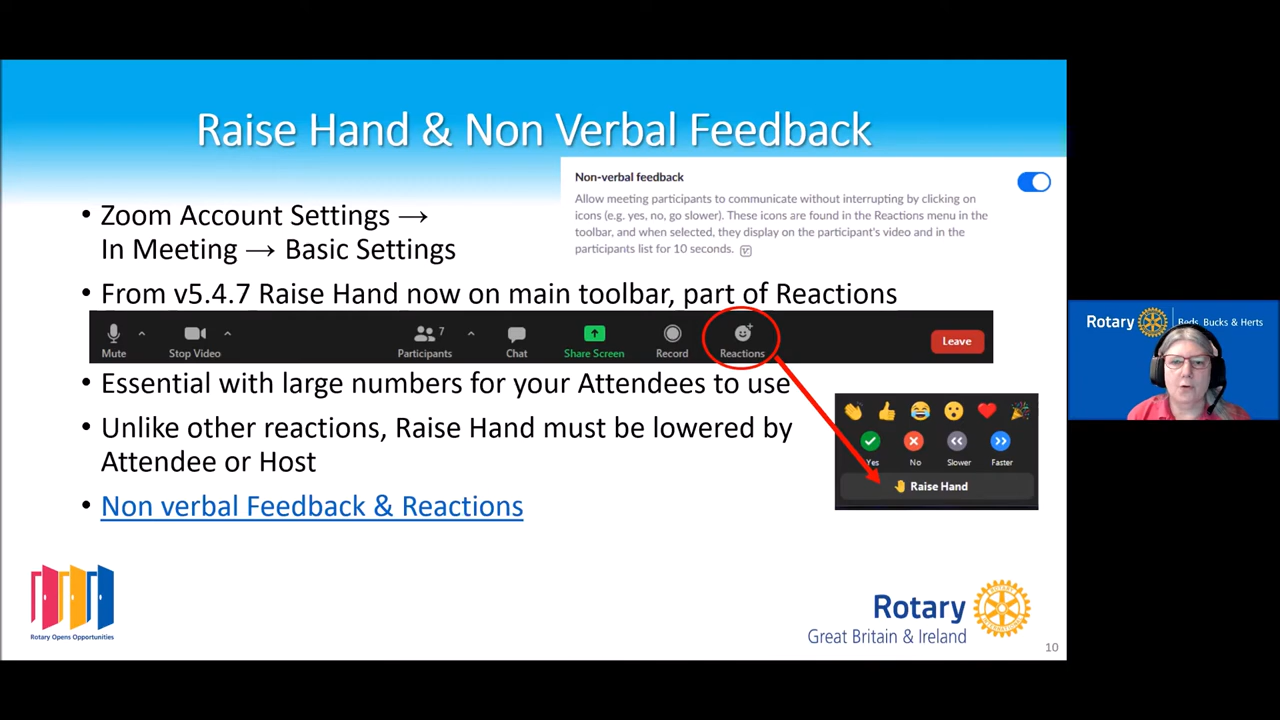 Raise Hand & Non Verbal Feedback
Non-verbal feedback
Allow meeting participants to communicate without interrupting by clicking on
icons (e.g. yes, no, go slower). These icons are found in the Reactions menu in the
toolbar, and when selected, they display on the participant's video and in the
participants list for 10 seconds.
• Zoom Account Settings →
In Meeting → Basic Settings
• From v5.4.7 Raise Hand now on main toolbar, part of Reactions
7
Mute Stop Video Participants Chat Share Screen Record Reactions Leave
• Essential with large numbers for your Attendees to use
• Unlike other reactions, Raise Hand must be lowered by
Attendee or Host
Yes No Slower Faster
Raise Hand
• Non verbal Feedback & Reactions
Rotary Opens Opportunities
Rotary
Great Britain & Ireland
10
Rotary Beds, Bucks & Herts